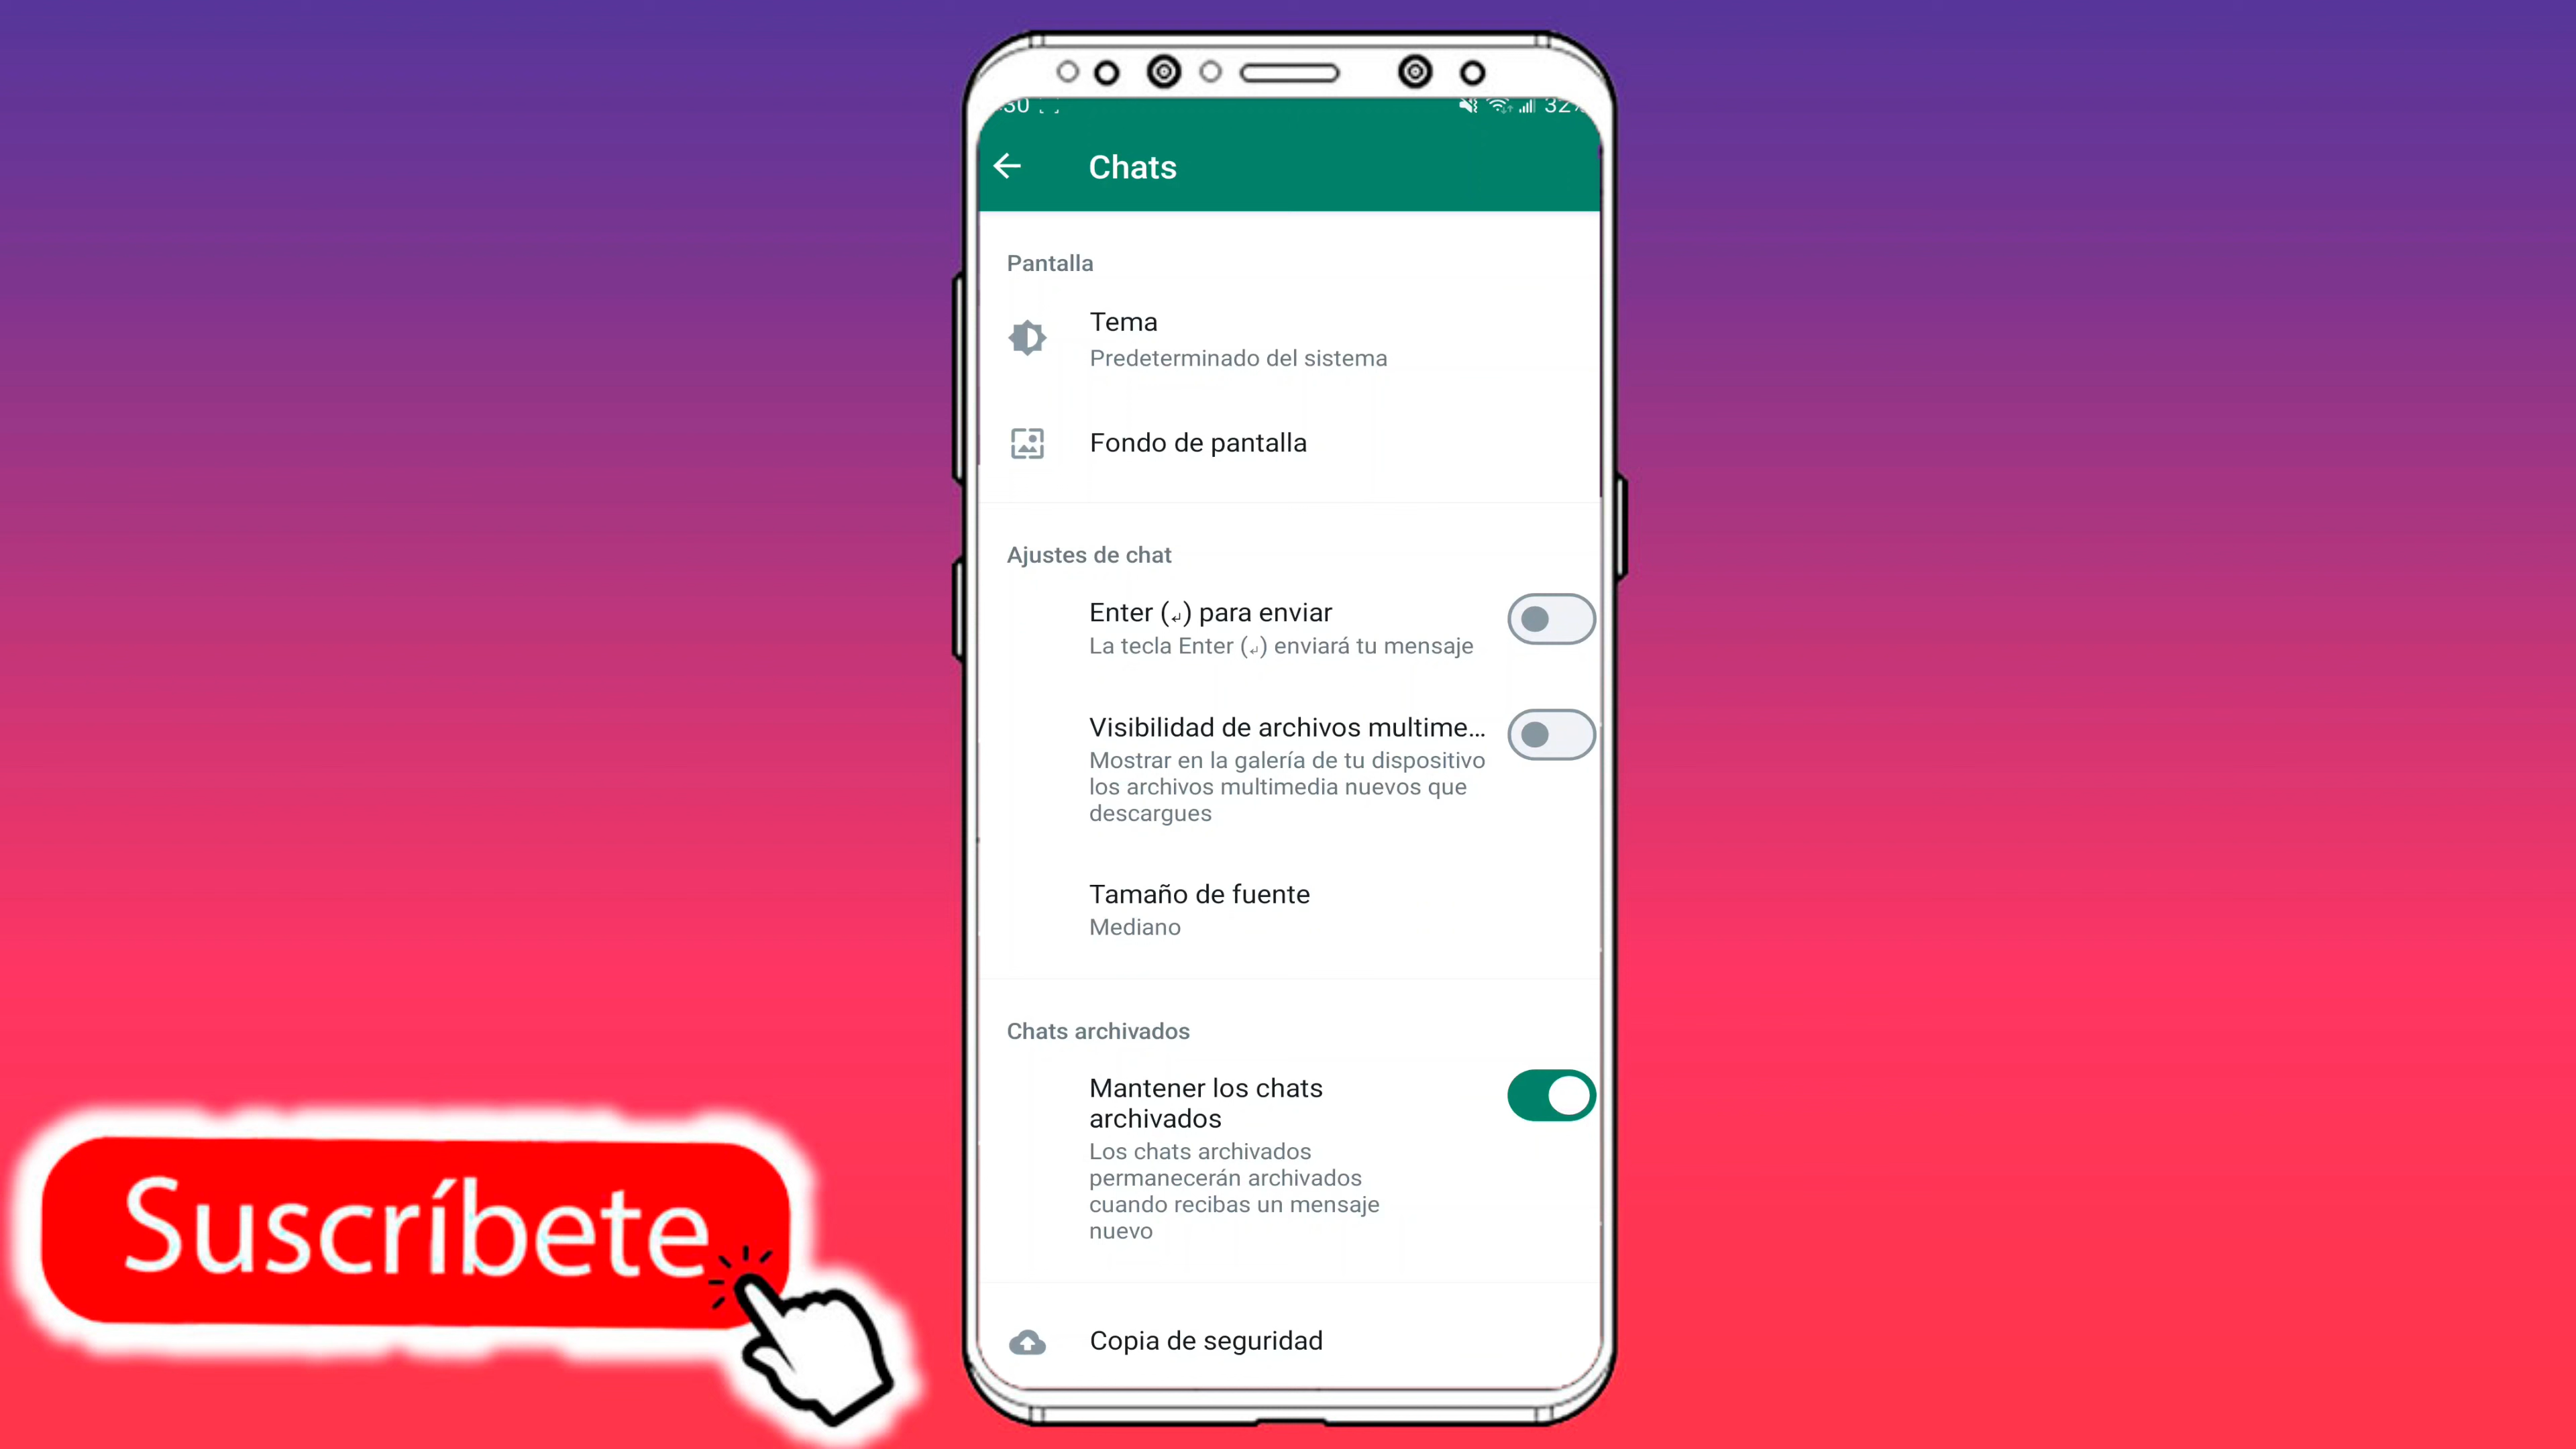 Chats
Pantalla
Tema
Predeterminado del sistema
Fondo de pantalla
Ajustes de chat
Enter (↵) para enviar
La tecla Enter (↵) enviará tu mensaje
Visibilidad de archivos multime...
Mostrar en la galería de tu dispositivo
los archivos multimedia nuevos que
descargues
Tamaño de fuente
Mediano
Chats archivados
Mantener los chats
archivados
Los chats archivados
permanecerán archivados
cuando recibas un mensaje
nuevo
Copia de seguridad
Suscríbete